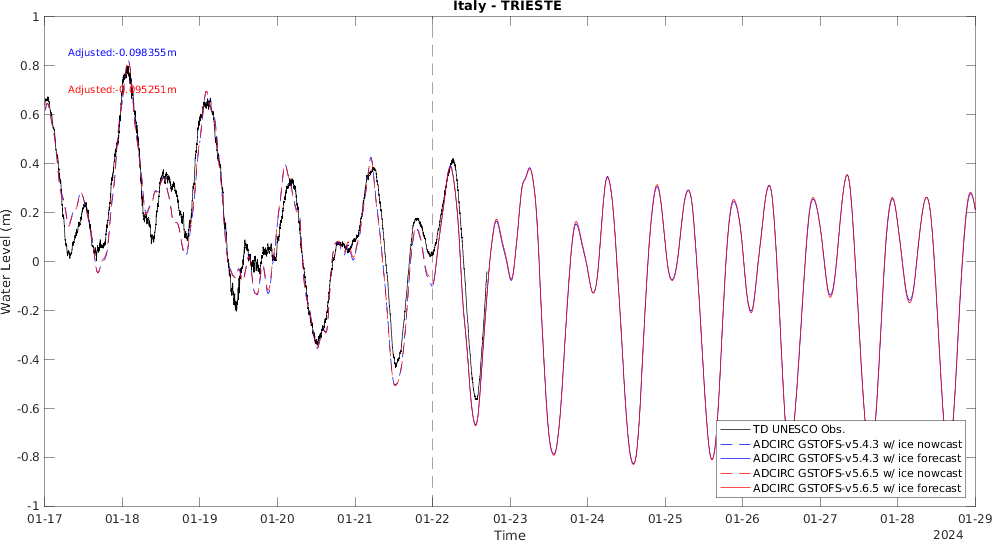 Italy - TRIESTE
Adjusted:-0.098355m
Adjusted:-0.095251m
Water Level (m)
1
0.8
0.6
0.4
0.2
0
-0.2
-0.4
-0.6
-0.8
-1
TD UNESCO Obs.
ADCIRC GSTOFS-v5.4.3 w/ ice nowcast
ADCIRC GSTOFS-v5.4.3 w/ ice forecast
ADCIRC GSTOFS-v5.6.5 w/ ice nowcast
ADCIRC GSTOFS-v5.6.5 w/ ice forecast
01-17 01-18 01-19 01-20 01-21 01-22 01-23 01-24 01-25 01-26 01-27 01-28 01-29
Time
2024